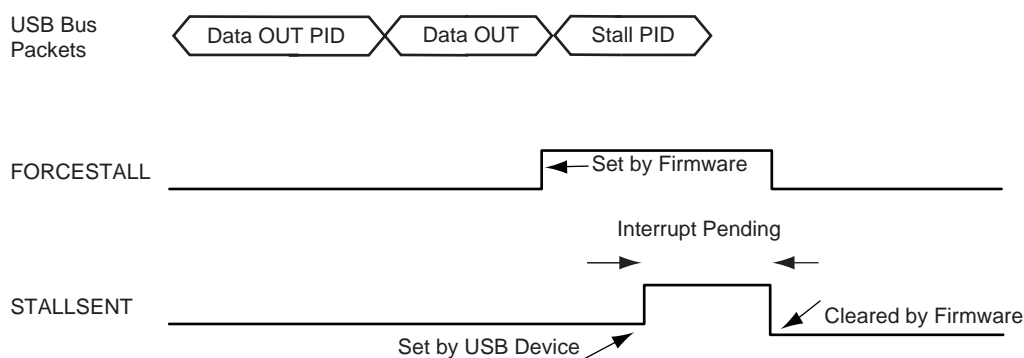 USB Bus
Packets
Data OUT PID
Data OUT
Stall PID
FORCESTALL
Set by Firmware
Interrupt Pending
STALLSENT
Cleared by Firmware
Set by USB Device